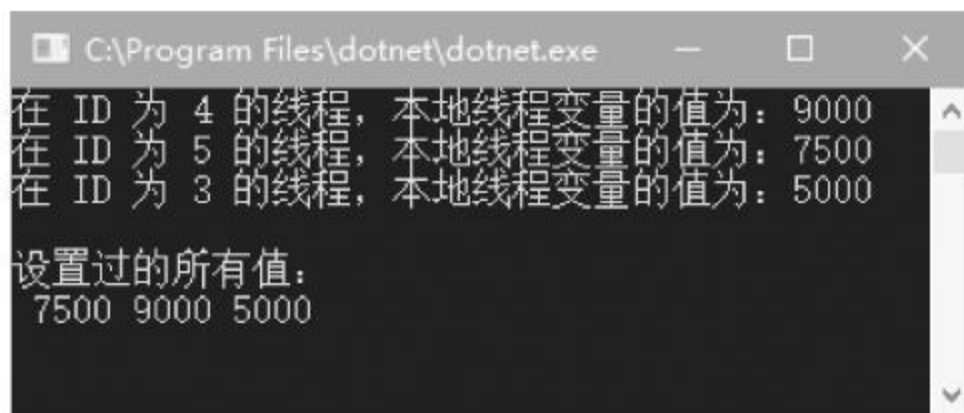 C:\Program Files\dotnet\dotnet.exe
在 ID 为 4 的线程，本地线程变量的值为：9000
在 ID 为 5 的线程，本地线程变量的值为：7500
在 ID 为 3 的线程，本地线程变量的值为：5000
设置过的所有值：
7500 9000 5000